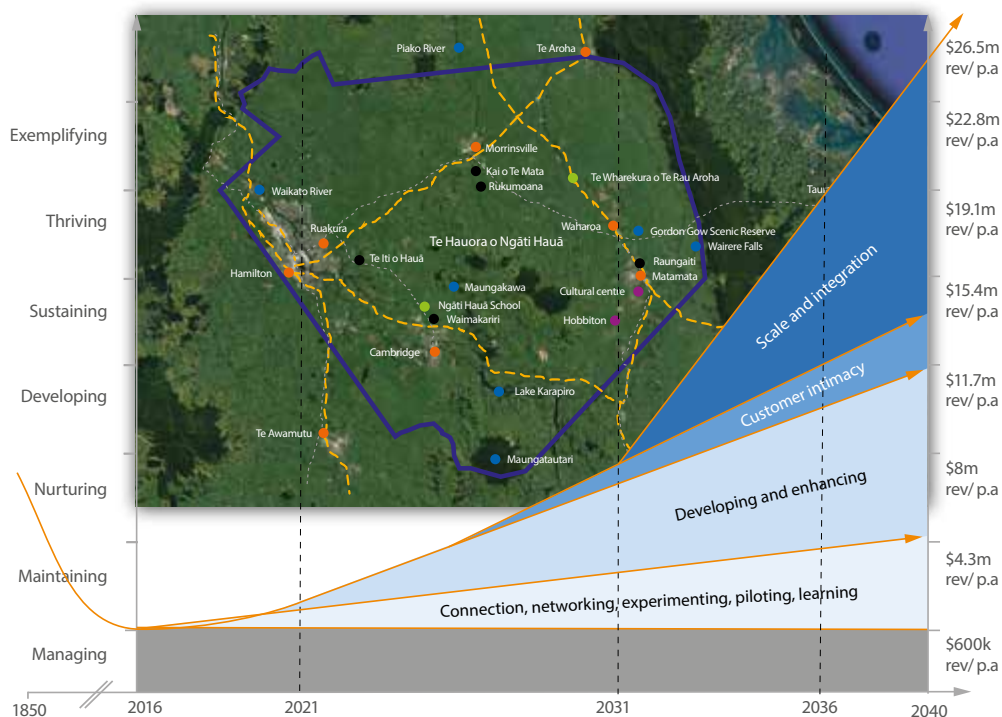 Exemplifying
Thriving
Sustaining
Developing
Nurturing
Maintaining
Managing
Piako River
Te Aroha
Morrinsville
Kai o Te Mata
Rukumoana
Te Wharekura o Te Rau Aroha
Waikato River
Ruakura
Waharoa
Gordon Gow Scenic Reserve
Te Hauora o Ngāti Hauā
Wairere Falls
Te Iti o Hauā
Raungaiti
Hamilton
Matamata
Maungakawa
Cultural centre
Ngāti Hauā School
Waimakariri
Hobbiton
Cambridge
Lake Karapiro
Te Awamutu
Maungatautari
Scale and integration
Customer intimacy
Developing and enhancing
Connection, networking, experimenting, piloting, learning
$26.5m
rev/ p.a
$22.8m
rev/ p.a
$19.1m
rev/ p.a
$15.4m
rev/ p.a
$11.7m
rev/ p.a
$8m
rev/ p.a
$4.3m
rev/ p.a
$600k
rev/ p.a
1850
2016
2021
2031
2036
2040